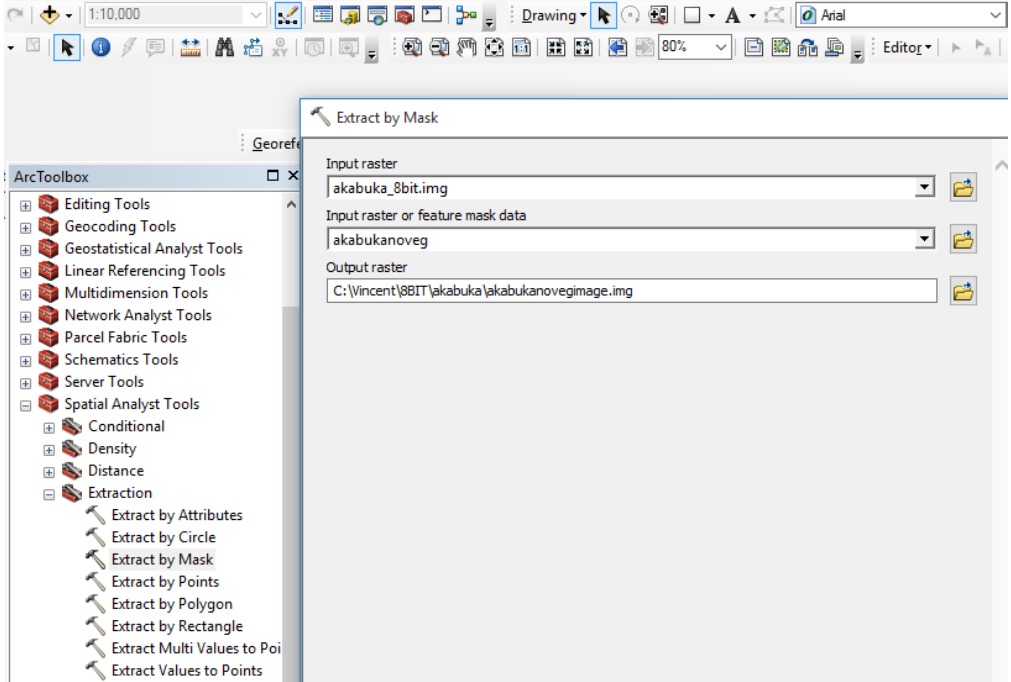 1:10,000
Drawing
A
Arial
80%
Editor
Extract by Mask
Georefe
ArcToolbox
Input raster
akabuka_8bit.img
Input raster or feature mask data
akabukanoveg
Output raster
C:\Vincent\8BIT\akabuka\akabukanovegimage.img
Editing Tools
Geocoding Tools
Geostatistical Analyst Tools
Linear Referencing Tools
Multidimension Tools
Network Analyst Tools
Parcel Fabric Tools
Schematics Tools
Server Tools
Spatial Analyst Tools
Conditional
Density
Distance
Extraction
Extract by Attributes
Extract by Circle
Extract by Mask
Extract by Points
Extract by Polygon
Extract by Rectangle
Extract Multi Values to Poi
Extract Values to Points